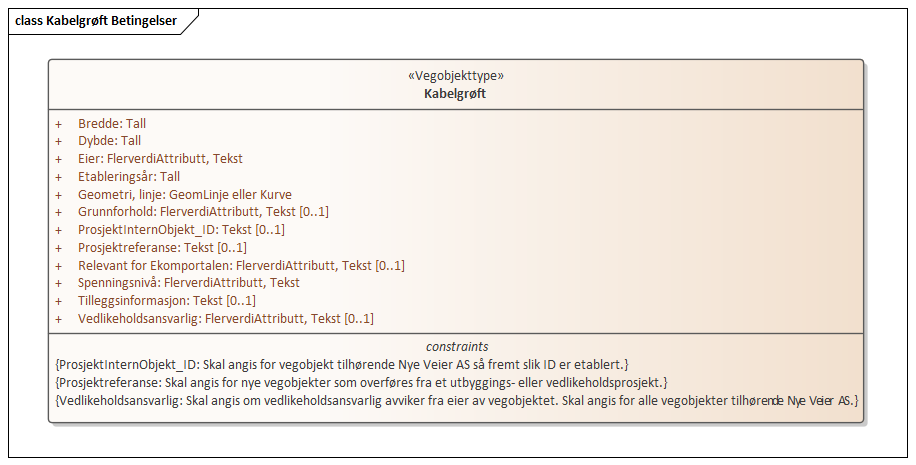 class Kabelgrøft Betingelser
«Vegobjekttype»
Kabelgrøft
+ Bredde: Tall
+ Dybde: Tall
+ Eier: FlerverdiAttributt, Tekst
+ Etableringsår: Tall
+ Geometri, linje: GeomLinje eller Kurve
+ Grunnforhold: FlerverdiAttributt, Tekst [0..1]
+ ProsjektInternObjekt_ID: Tekst [0..1]
+ Prosjektreferanse: Tekst [0..1]
+ Relevant for Ekomportalen: FlerverdiAttributt, Tekst [0..1]
+ Spenningsnivå: FlerverdiAttributt, Tekst
+ Tilleggsinformasjon: Tekst [0..1]
+ Vedlikeholdsansvarlig: FlerverdiAttributt, Tekst [0..1]
constraints
{ProsjektInternObjekt_ID: Skal angis for vegobjekt tilhørende Nye Veier AS så fremt slik ID er etablert.}
{Prosjektreferanse: Skal angis for nye vegobjekter som overføres fra et utbyggings- eller vedlikeholdsprosjekt.}
{Vedlikeholdsansvarlig: Skal angis om vedlikeholdsansvarlig avviker fra eier av vegobjektet. Skal angis for alle vegobjekter tilhørende Nye Veier AS.}